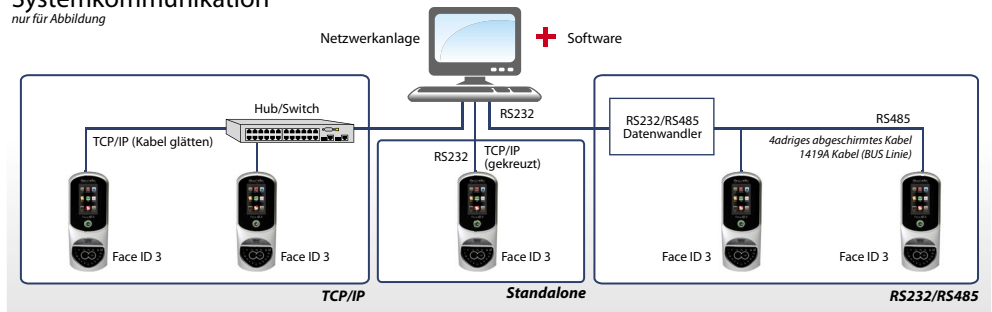 Systemkommunikation
nur für Abbildung
Netzwerkanlage
Software
Hub/Switch
RS232
RS232/RS485
Datenwandler
RS485
TCP/IP (Kabel glätten)
RS232
TCP/IP
(gekreuzt)
4adriges abgeschirmtes Kabel
1419A Kabel (BUS Linie)
Face ID 3
Face ID 3
Face ID 3
Face ID 3
Face ID 3
TCP/IP
Standalone
RS232/RS485